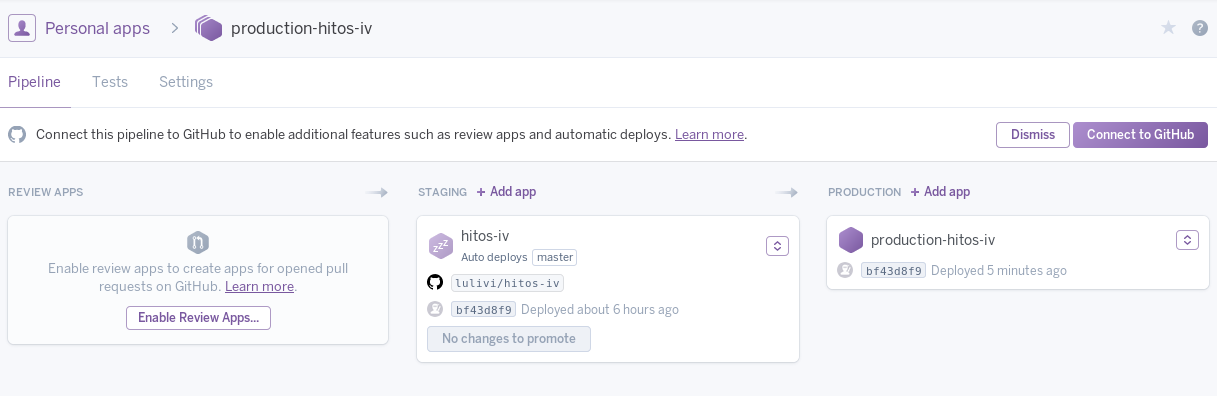 Personal apps > production-hitos-iv
Pipeline Tests Settings
Connect this pipeline to GitHub to enable additional features such as review apps and automatic deploys. Learn more.
Dismiss
Connect to GitHub
REVIEW APPS
Enable review apps to create apps for opened pull
requests on GitHub. Learn more.
Enable Review Apps...
STAGING + Add app
zzz
hitos-iv
Auto deploys master
lulivi/hitos-iv
bf43d8f9 Deployed about 6 hours ago
No changes to promote
PRODUCTION + Add app
production-hitos-iv
bf43d8f9 Deployed 5 minutes ago